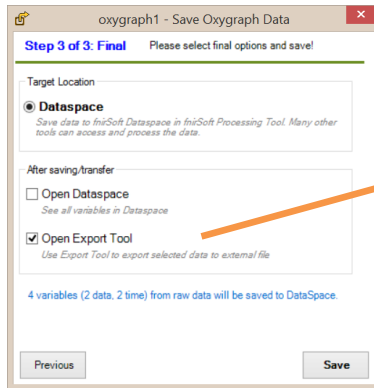 oxygraph1 - Save Oxygraph Data
Step 3 of 3: Final Please select final options and save!
Target Location
Dataspace
Save data to fnirSoft Dataspace in fnirSoft Processing Tool. Many other
tools can access and process the data.
After saving/transfer
Open Dataspace
See all variables in Dataspace
Open Export Tool
Use Export Tool to export selected data to external file
4 variables (2 data, 2 time) from raw data will be saved to DataSpace.
Previous Save